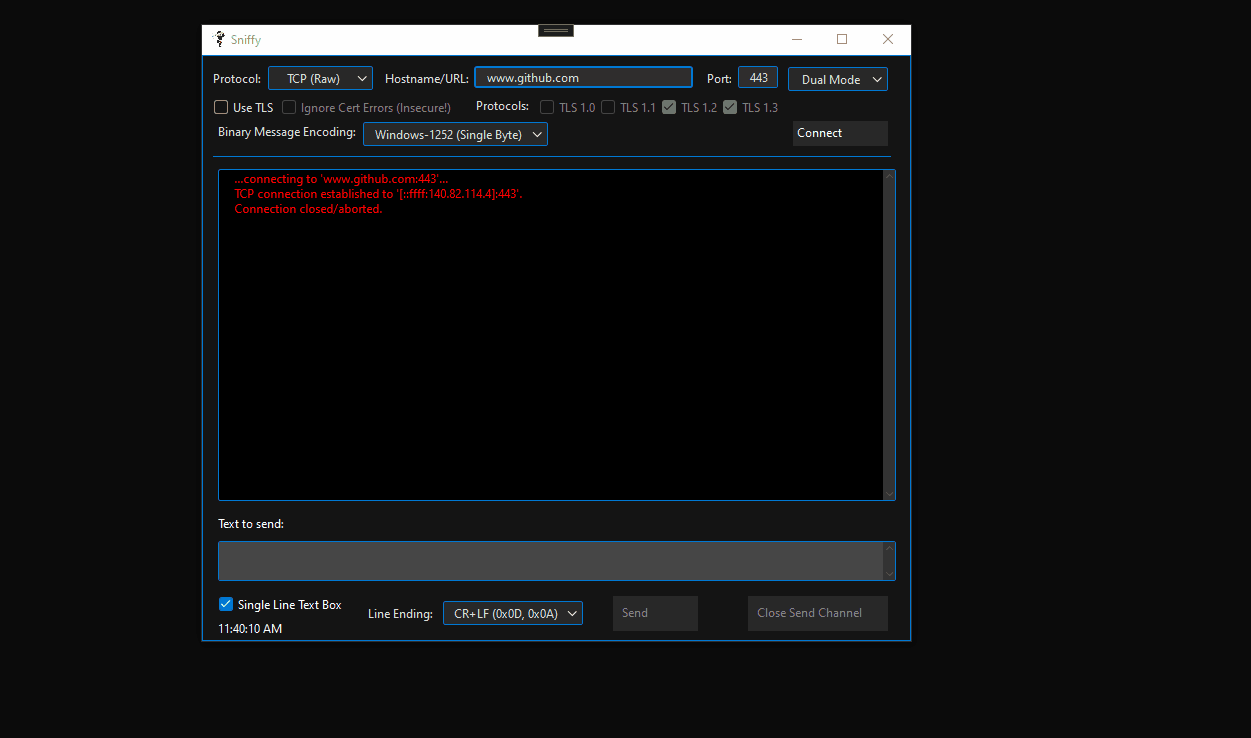 Sniffy
Protocol: TCP (Raw) Hostname/URL: www.github.com Port: 443 Dual Mode
Use TLS Ignore Cert Errors (Insecure!) Protocols: TLS 1.0 TLS 1.1 TLS 1.2 TLS 1.3
Binary Message Encoding: Windows-1252 (Single Byte) Connect
...connecting to 'www.github.com:443'...
TCP connection established to '[::ffff:140.82.114.4]:443'.
Connection closed/aborted.
Text to send:
Single Line Text Box Line Ending: CR+LF (0x0D, 0x0A) Send Close Send Channel
11:40:10 AM